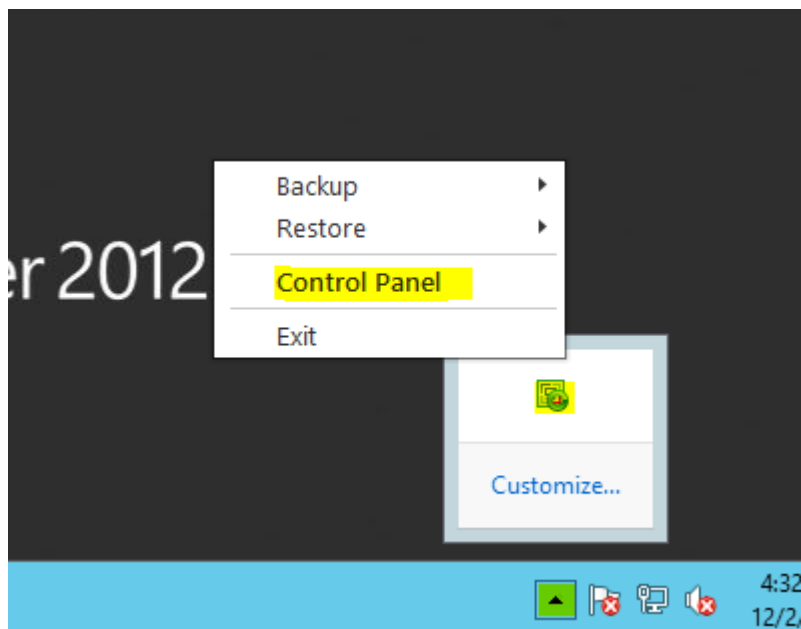 Backup
Restore
er 2012
Control Panel
Exit
Customize...
4:32
12/2/